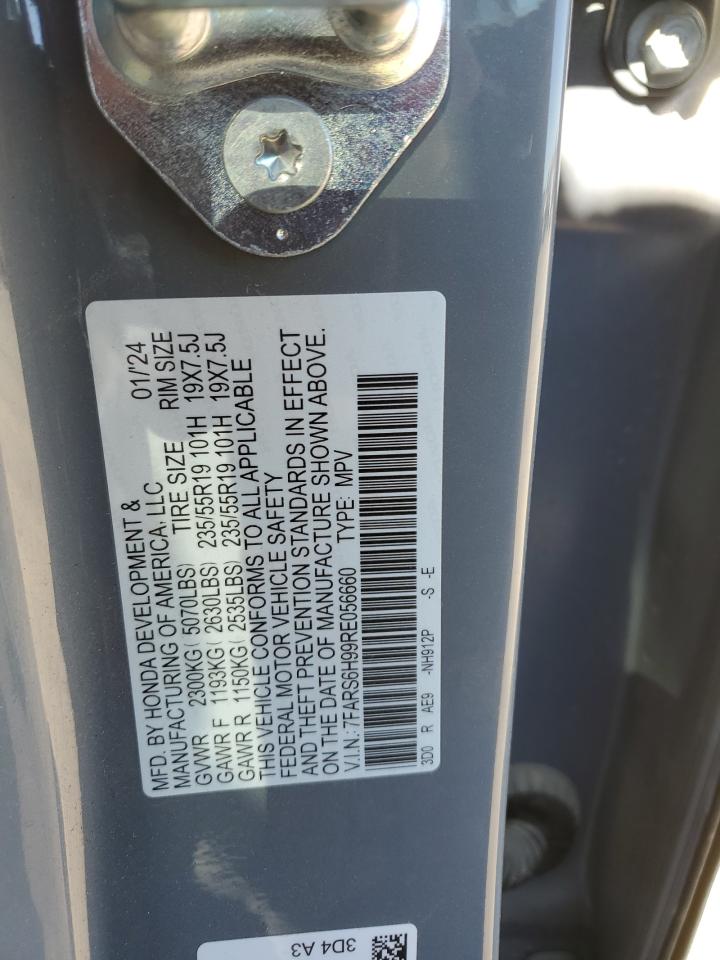 MFD. BY HONDA DEVELOPMENT & 01/'24
MANUFACTURING OF AMERICA, LLC TIRE SIZE RIM SIZE
GVWR 2300KG( 5070LBS)
GAWR F 1193KG( 2630LBS) 235/55R19 101H 19X7.5J
GAWR R 1150KG( 2535LBS) 235/55R19 101H 19X7.5J
THIS VEHICLE CONFORMS TO ALL APPLICABLE
FEDERAL MOTOR VEHICLE SAFETY
AND THEFT PREVENTION STANDARDS IN EFFECT
ON THE DATE OF MANUFACTURE SHOWN ABOVE.
V.I.N.: 7FARS6H99RE056660 TYPE: MPV
3D0 R AE9 -NH912P -S -E
3D4 A3